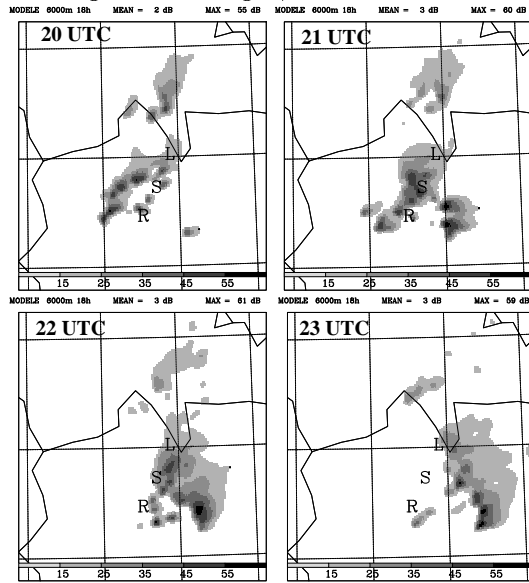 MODELE 6000m 18h MEAN = 2 dB MAX = 55 dB
20 UTC
L
S
R
15 25 35 45 55
MODELE 6000m 18h MEAN = 3 dB MAX = 60 dB
21 UTC
L
S
R
15 25 35 45 55
MODELE 6000m 18h MEAN = 3 dB MAX = 61 dB
22 UTC
L
S
R
15 25 35 45 55
MODELE 6000m 18h MEAN = 3 dB MAX = 59 dB
23 UTC
L
S
R
15 25 35 45 55